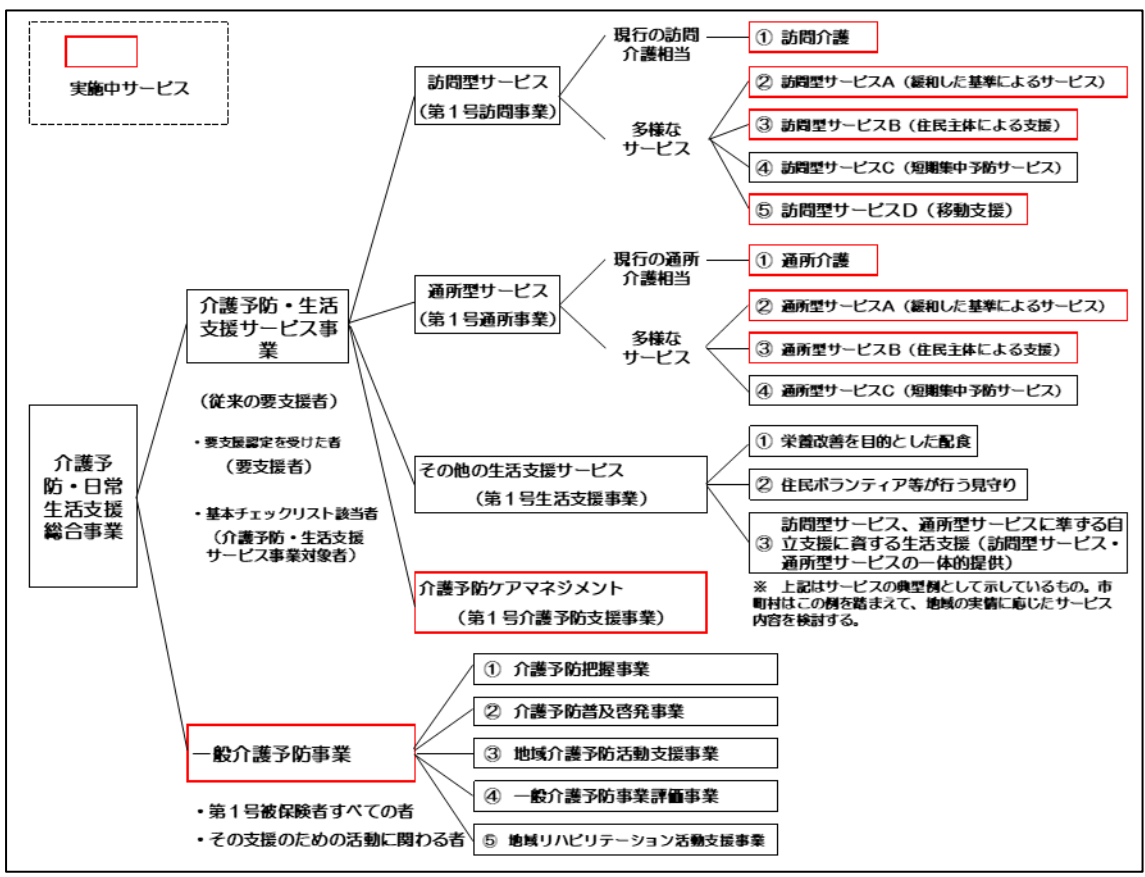 実施中サービス
現行の訪問
介護相当
① 訪問介護
訪問型サービス
(第1号訪問事業)
多様な
サービス
② 訪問型サービスA(緩和した基準によるサービス)
③ 訪問型サービスB(住民主体による支援)
④ 訪問型サービスC(短期集中予防サービス)
⑤ 訪問型サービスD(移動支援)
現行の通所
介護相当
① 通所介護
通所型サービス
(第1号通所事業)
多様な
サービス
② 通所型サービスA(緩和した基準によるサービス)
③ 通所型サービスB(住民主体による支援)
④ 通所型サービスC(短期集中予防サービス)
介護予防・生活
支援サービス事
業
(従来の要支援者)
・要支援認定を受けた者
(要支援者)
・基本チェックリスト該当者
(介護予防・生活支援
サービス事業対象者)
介護予
防・日常
生活支援
総合事業
その他の生活支援サービス
(第1号生活支援事業)
① 栄養改善を目的とした配食
② 住民ボランティア等が行う見守り
訪問型サービス、通所型サービスに準ずる自
③ 立支援に資する生活支援(訪問型サービス・
通所型サービスの一体的提供)
※ 上記はサービスの典型例として示しているもの。市
町村はこの例を踏まえて、地域の実情に応じたサービス
内容を検討する。
介護予防ケアマネジメント
(第1号介護予防支援事業)
一般介護予防事業
・第1号被保険者すべての者
・その支援のための活動に関わる者
① 介護予防把握事業
② 介護予防普及啓発事業
③ 地域介護予防活動支援事業
④ 一般介護予防事業評価事業
⑤ 地域リハビリテーション活動支援事業